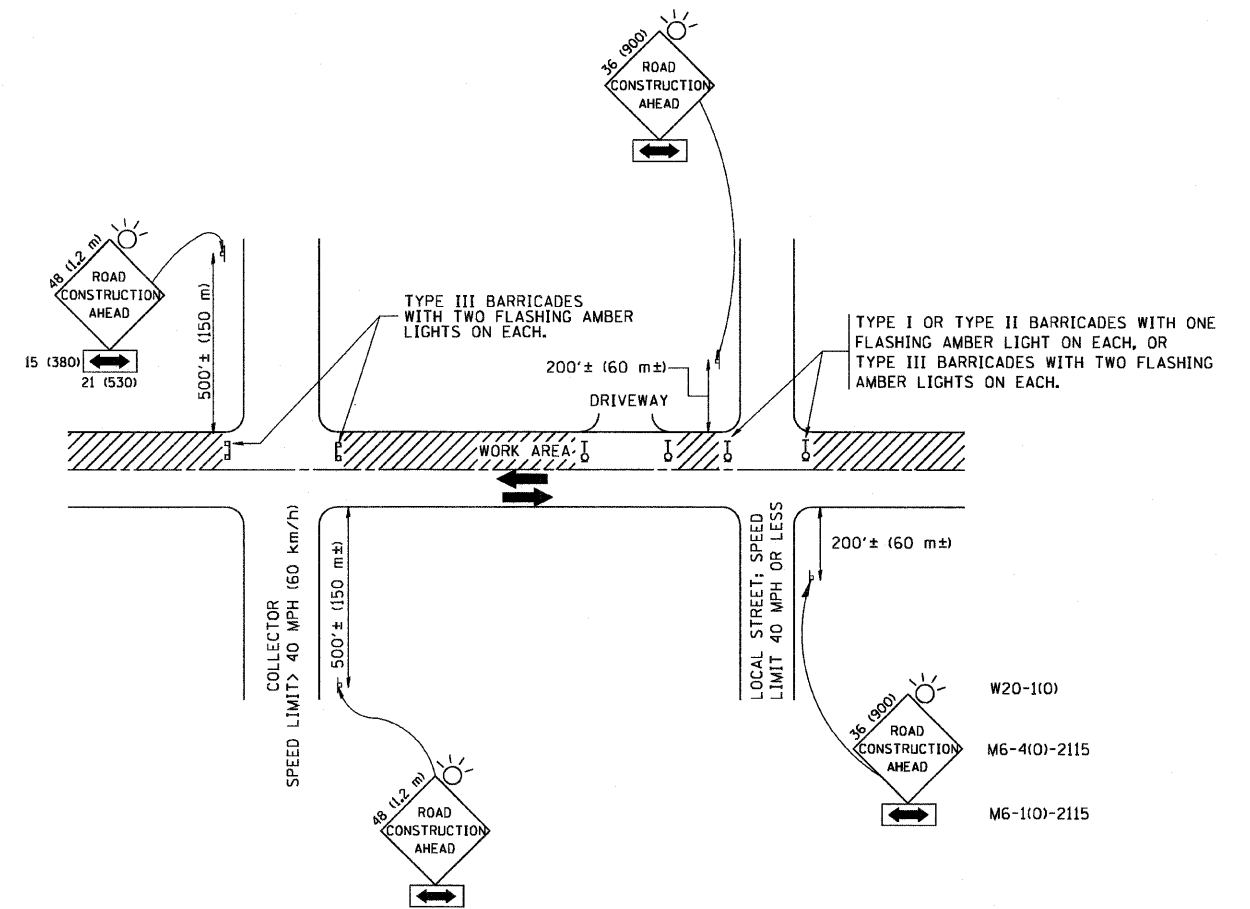 36 (900)
ROAD
CONSTRUCTION
AHEAD
48 (1.2 m)
ROAD
CONSTRUCTION
AHEAD
15 (380)
21 (530)
500'± (150 m)
TYPE III BARRICADES
WITH TWO FLASHING AMBER
LIGHTS ON EACH.
200'± (60 m±)
DRIVEWAY
TYPE I OR TYPE II BARRICADES WITH ONE
FLASHING AMBER LIGHT ON EACH, OR
TYPE III BARRICADES WITH TWO FLASHING
AMBER LIGHTS ON EACH.
WORK AREA
COLLECTOR
SPEED LIMIT> 40 MPH (60 km/h)
500'± (150 m±)
LOCAL STREET; SPEED
LIMIT 40 MPH OR LESS
200'± (60 m±)
48 (1.2 m)
ROAD
CONSTRUCTION
AHEAD
36 (900)
ROAD
CONSTRUCTION
AHEAD
W20-1(O)
M6-4(O)-2115
M6-1(O)-2115